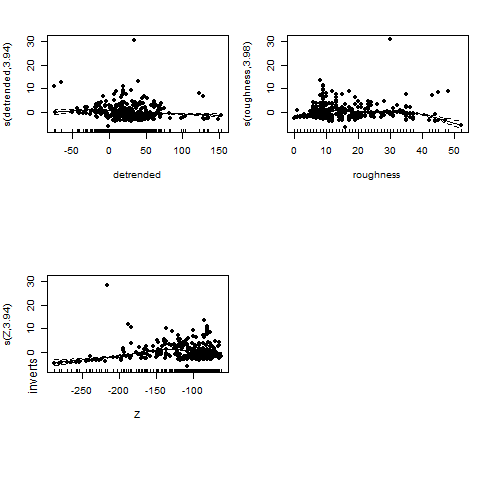 s(detrended,3.94)
30
20
10
0
-50 0 50 100 150
detrended
s(roughness,3.98)
30
20
10
0
0 10 20 30 40 50
roughness
s(Z,3.94)
30
20
10
0
inverts
-250 -200 -150 -100
Z